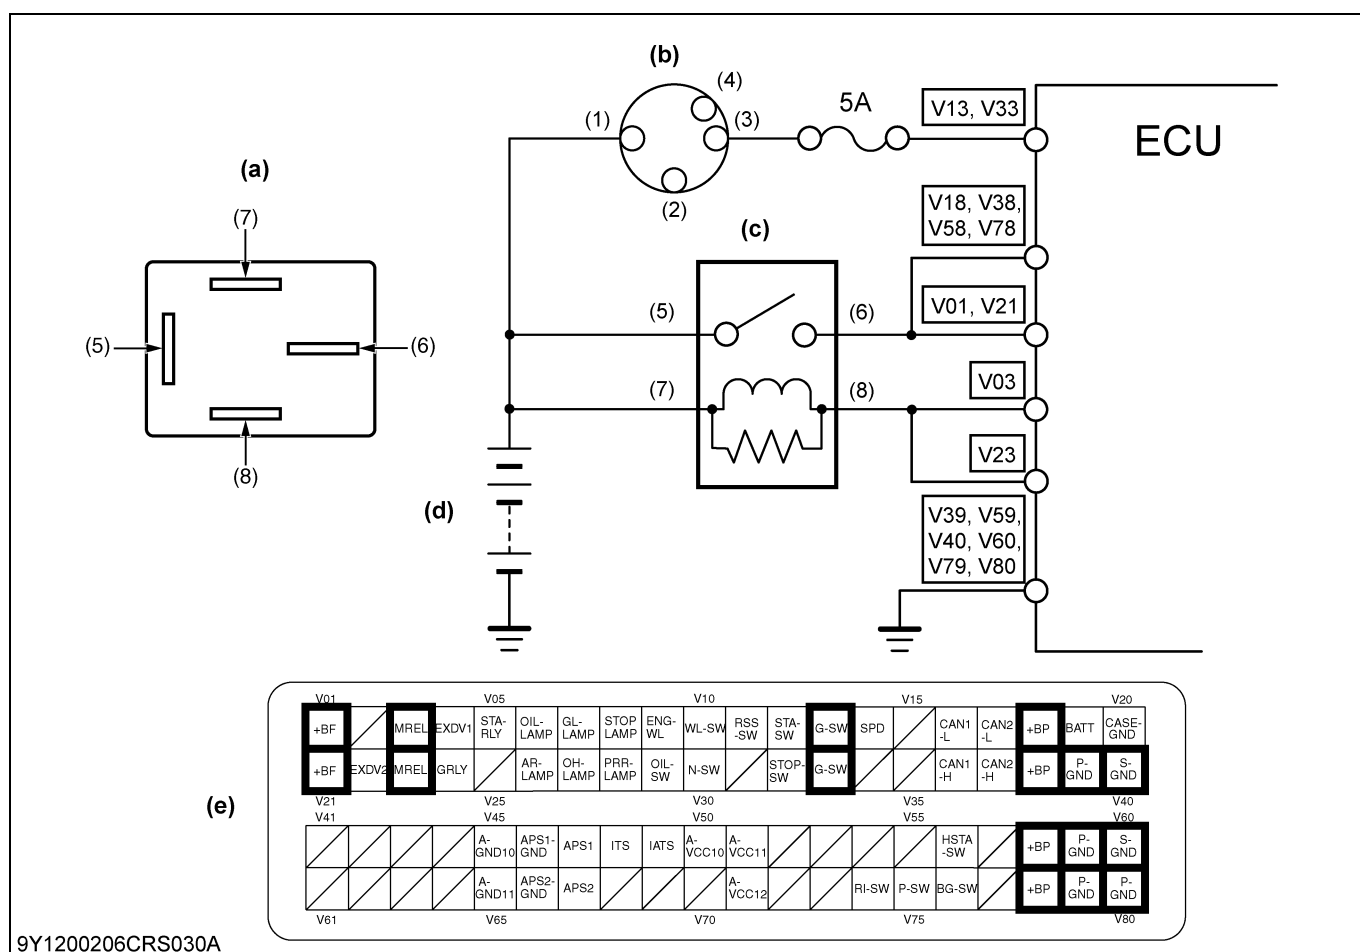 (b)
(4)
(1)
(3)
5A
V13, V33
ECU
(a)
(2)
V18, V38,
V58, V78
(7)
(c)
(5)
(6)
V01, V21
(5)
(6)
V03
(7)
(8)
V23
(8)
(d)
V39, V59,
V40, V60,
V79, V80
V01 V05 V10 V15 V20
+BF MREL EXDV1 STA-RLY OIL-LAMP GL-LAMP STOP LAMP ENG-WL WL-SW RSS-SW STA-SW G-SW SPD CAN1-L CAN2-L +BP BATT CASE-GND
+BF EXDV2 MREL GRLY AR-LAMP OH-LAMP PRR-LAMP OIL-SW N-SW STOP-SW G-SW CAN1-H CAN2-H +BP P-GND S-GND
(e)
V21 V25 V30 V35 V40
V41 V45 V50 V55 V60
A-GND10 APS1-GND APS1 ITS IATS A-VCC10 A-VCC11 HSTA-SW +BP P-GND S-GND
A-GND11 APS2-GND APS2 A-VCC12 RI-SW P-SW BG-SW +BP P-GND P-GND
V61 V65 V70 V75 V80
9Y1200206CRS030A